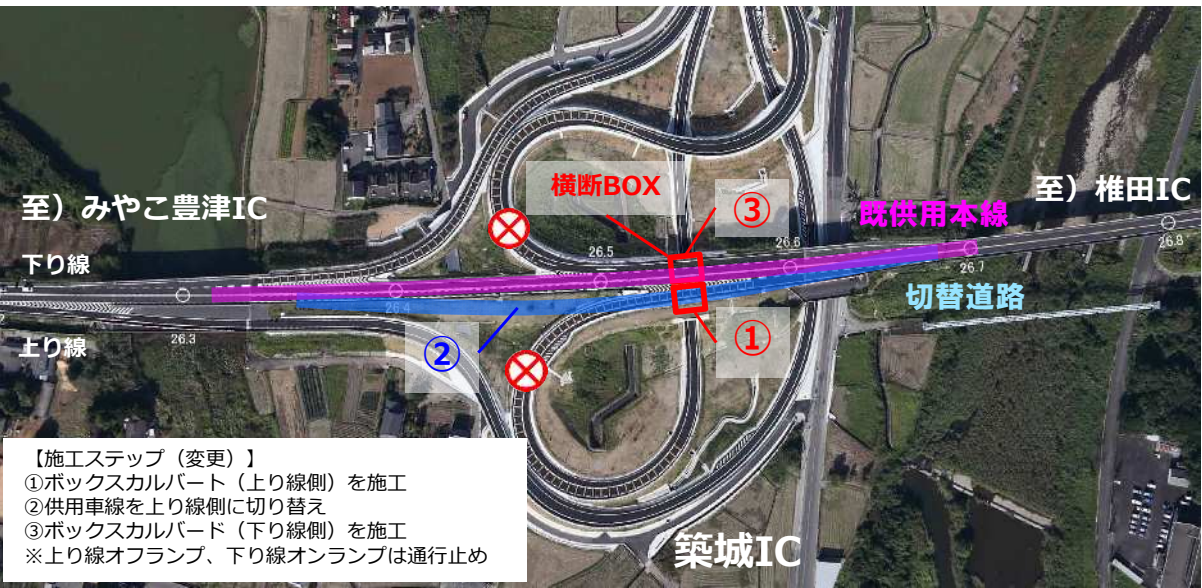 横断BOX
③
至）椎田IC
至）みやこ豊津IC
既供用本線
26.8
下り線
26.5
26.6
26.7
切替道路
26.4
26.3
上り線
②
①
【施工ステップ（変更）】
①ボックスカルバート（上り線側）を施工
②供用車線を上り線側に切り替え
③ボックスカルバード（下り線側）を施工
※上り線オフランプ、下り線オンランプは通行止め
築城IC